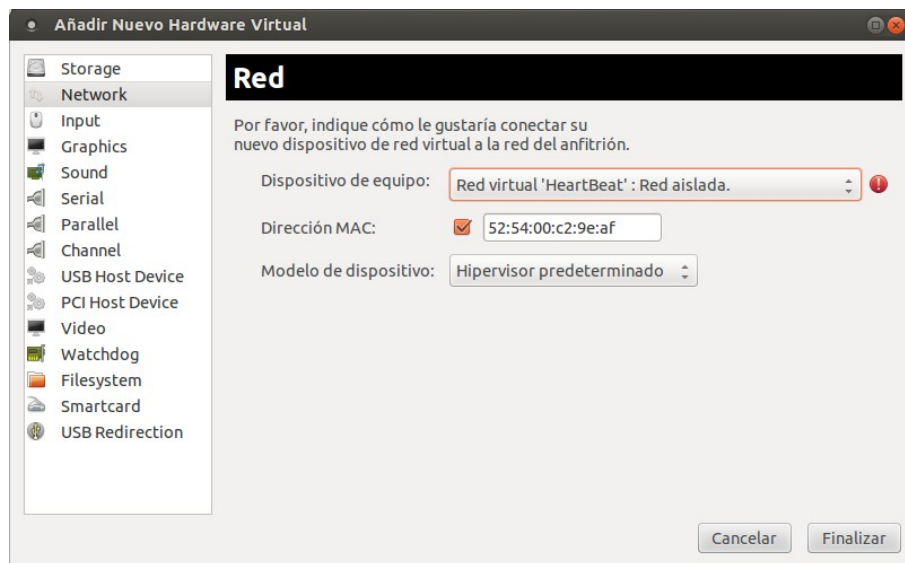 Añadir Nuevo Hardware Virtual
Storage
Network
Input
Graphics
Sound
Serial
Parallel
Channel
USB Host Device
PCI Host Device
Video
Watchdog
Filesystem
Smartcard
USB Redirection
Red
Por favor, indique cómo le gustaría conectar su
nuevo dispositivo de red virtual a la red del anfitrión.
Dispositivo de equipo: Red virtual 'HeartBeat' : Red aislada.
Dirección MAC: 52:54:00:c2:9e:af
Modelo de dispositivo: Hipervisor predeterminado
Cancelar Finalizar